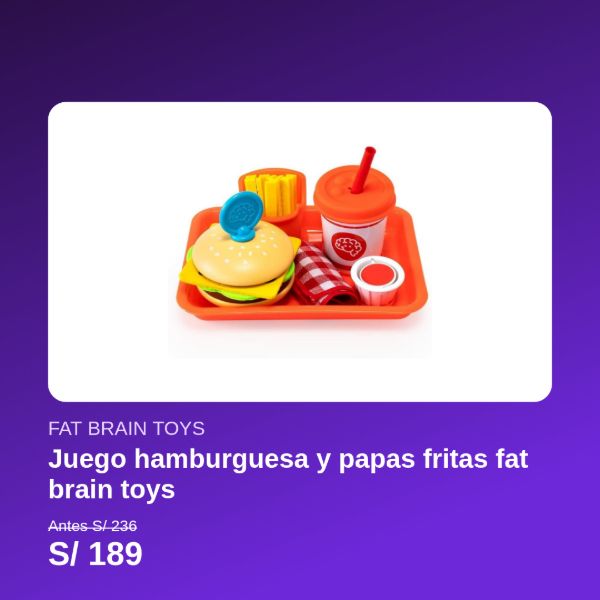 FAT BRAIN TOYS
Juego hamburguesa y papas fritas fat
brain toys
Antes S/ 236
S/ 189